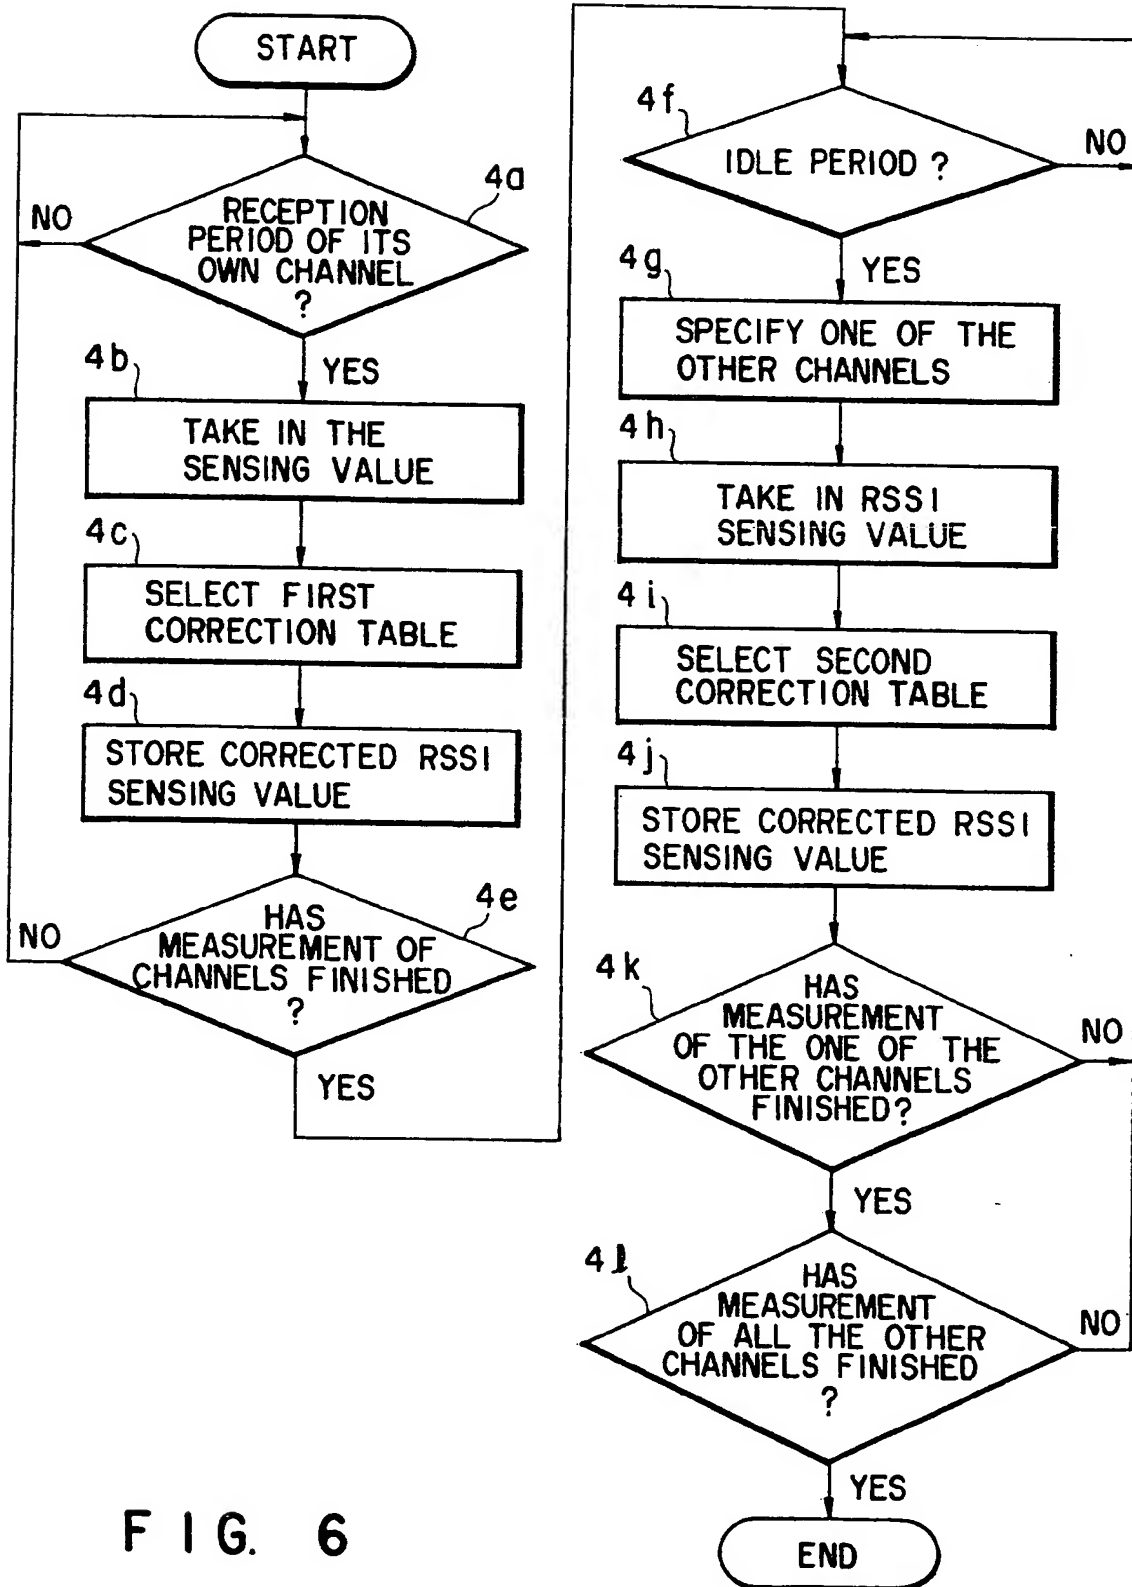 START
4a
RECEPTION
PERIOD OF ITS
OWN CHANNEL
?
NO
YES
4b
TAKE IN THE
SENSING VALUE
4c
SELECT FIRST
CORRECTION TABLE
4d
STORE CORRECTED RSSI
SENSING VALUE
4e
HAS
MEASUREMENT OF
CHANNELS FINISHED
?
NO
YES
4f
IDLE PERIOD ?
NO
YES
4g
SPECIFY ONE OF THE
OTHER CHANNELS
4h
TAKE IN RSSI
SENSING VALUE
4i
SELECT SECOND
CORRECTION TABLE
4j
STORE CORRECTED RSSI
SENSING VALUE
4k
HAS
MEASUREMENT
OF THE ONE OF THE
OTHER CHANNELS
FINISHED?
NO
YES
4l
HAS
MEASUREMENT
OF ALL THE OTHER
CHANNELS FINISHED
?
NO
YES
END
FIG. 6